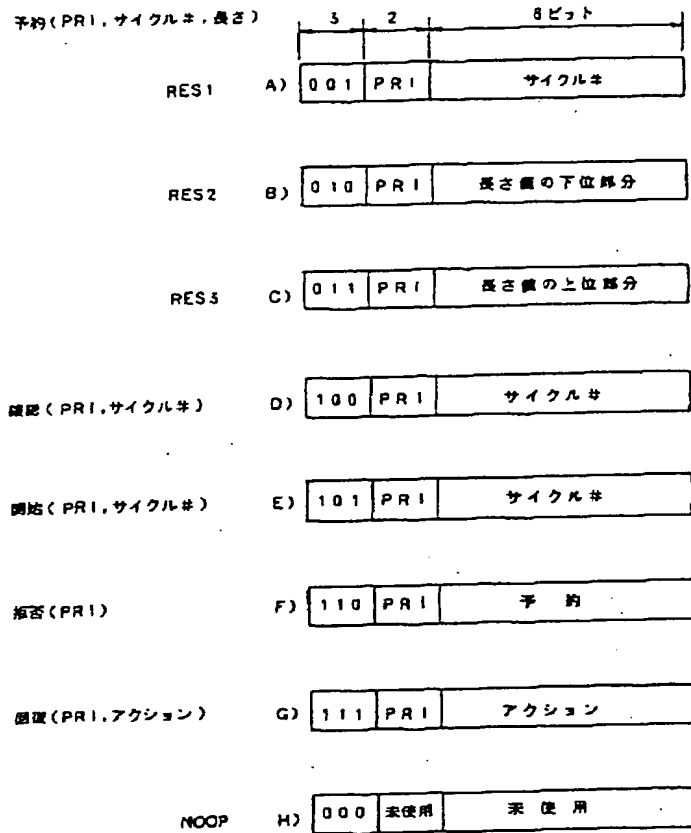 予約(PRI,サイクル#,長さ)
3 2 8ビット
RES1 A) 001 PRI サイクル#
RES2 B) 010 PRI 長さ値の下位部分
RES3 C) 011 PRI 長さ値の上位部分
確認(PRI,サイクル#) D) 100 PRI サイクル#
開始(PRI,サイクル#) E) 101 PRI サイクル#
拒否(PRI) F) 110 PRI 予約
回復(PRI,アクション) G) 111 PRI アクション
NOOP H) 000 未使用 未使用